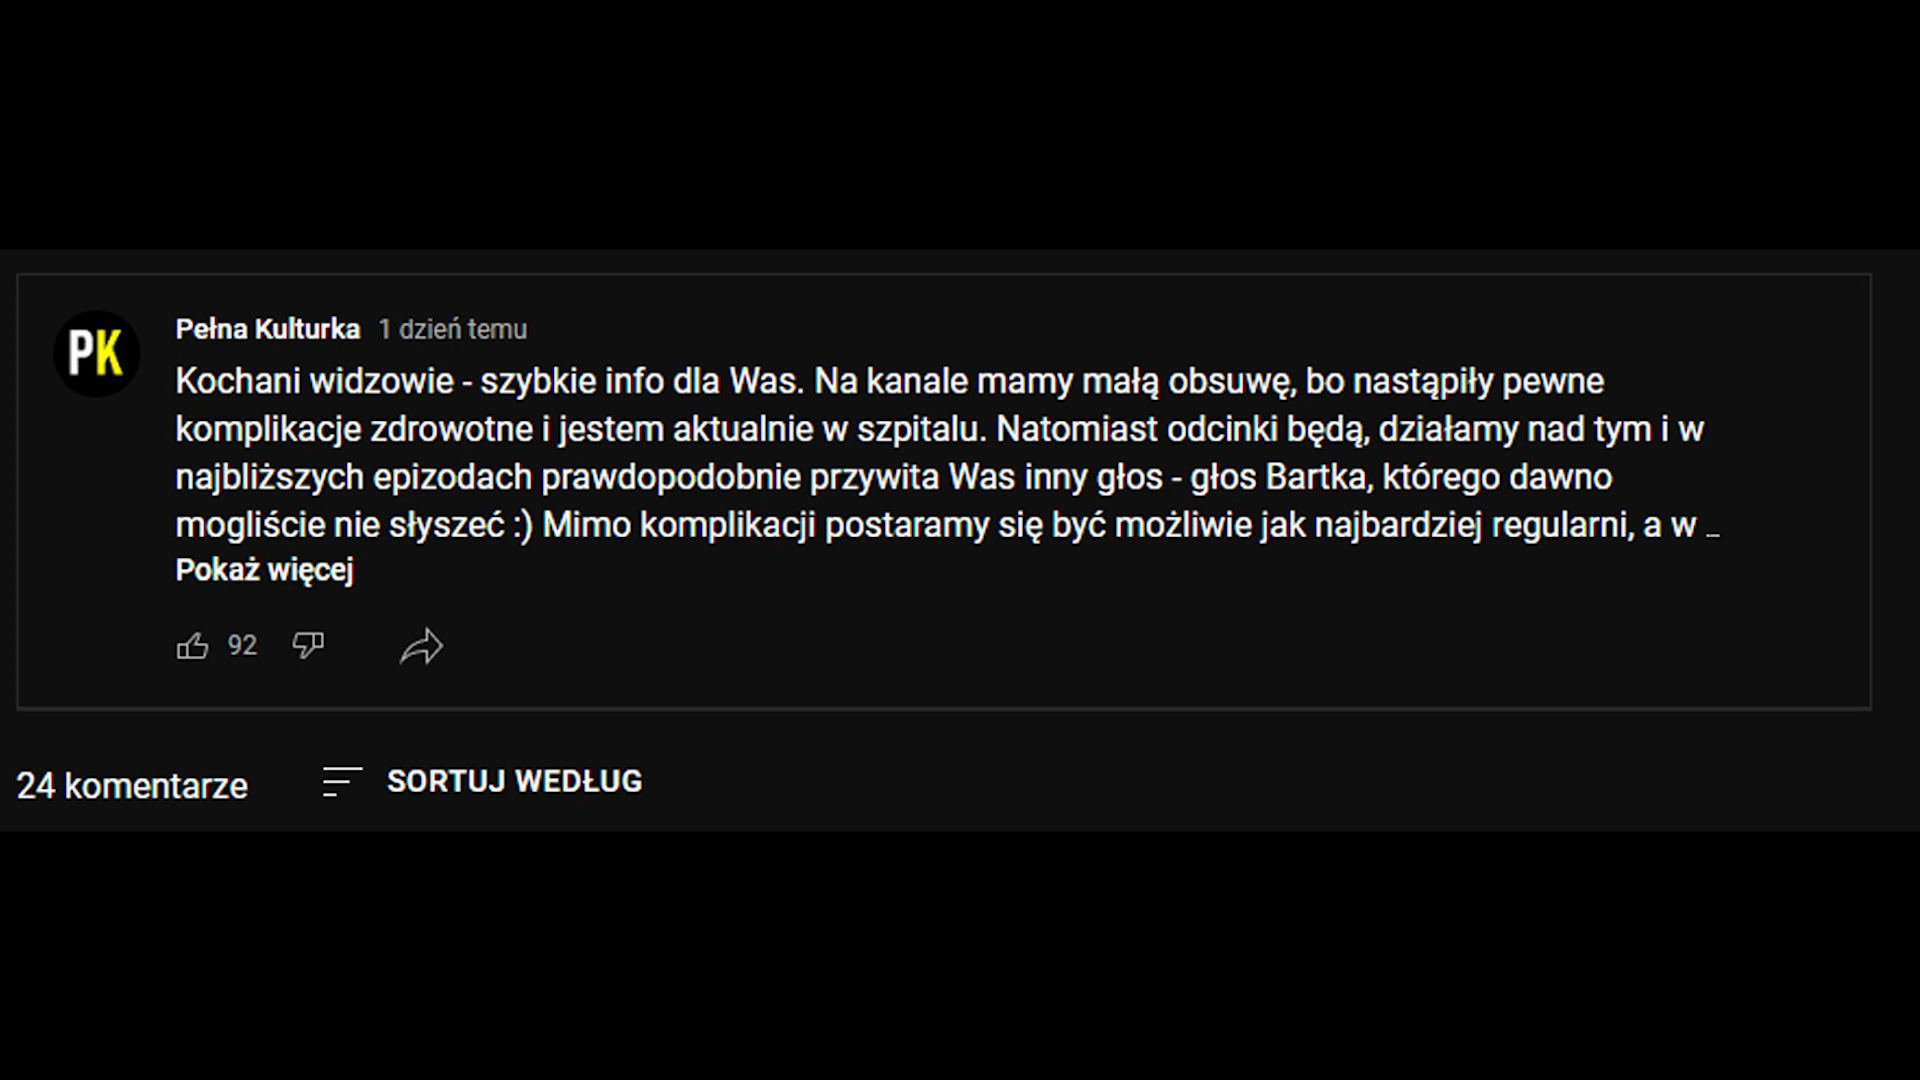 PK
Pełna Kulturka 1 dzień temu
Kochani widzowie - szybkie info dla Was. Na kanale mamy małą obsuwę, bo nastąpiły pewne
komplikacje zdrowotne i jestem aktualnie w szpitalu. Natomiast odcinki będą, działamy nad tym i w
najbliższych epizodach prawdopodobnie przywita Was inny głos - głos Bartka, którego dawno
mogliście nie słyszeć :) Mimo komplikacji postaramy się być możliwie jak najbardziej regularni, a w ...
Pokaż więcej
92
24 komentarze SORTUJ WEDŁUG